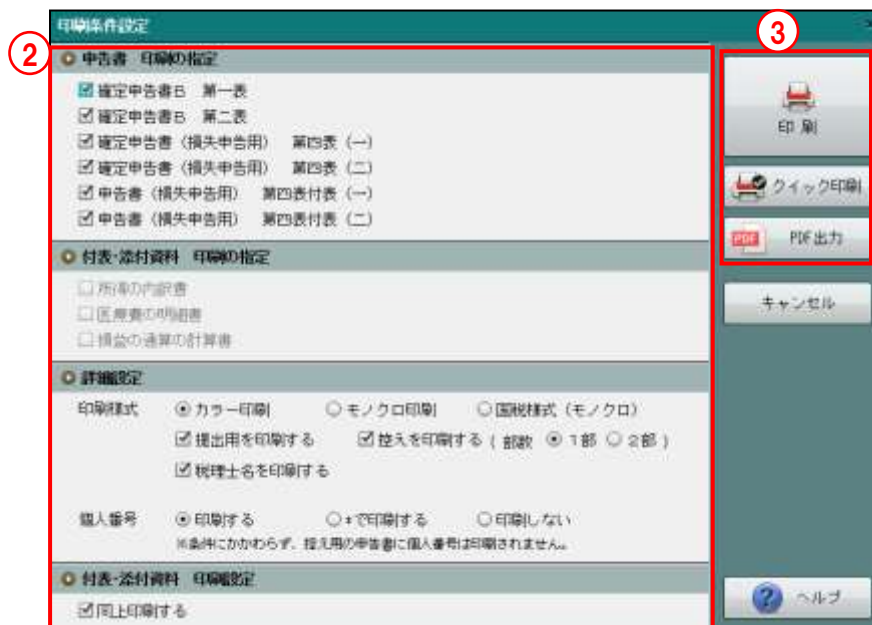 印刷条件設定
②
③
申告書 印刷の指定
確定申告書B 第一表
確定申告書B 第二表
確定申告書（損失申告用） 第四表（一）
確定申告書（損失申告用） 第四表（二）
申告書（損失申告用） 第四表付表（一）
申告書（損失申告用） 第四表付表（二）
付表・添付資料 印刷の指定
所得の内訳書
医療費の明細書
損益の通算の計算書
詳細設定
印刷様式 カラー印刷 モノクロ印刷 国税様式（モノクロ）
提出用を印刷する 控えを印刷する（ 部数 1部 2部 ）
税理士名を印刷する
個人番号 印刷する *で印刷する 印刷しない
※条件にかかわらず、控え用の申告書に個人番号は印刷されません。
付表・添付資料 印刷設定
同上印刷する
印刷
クイック印刷
PDF PDF出力
キャンセル
? ヘルプ